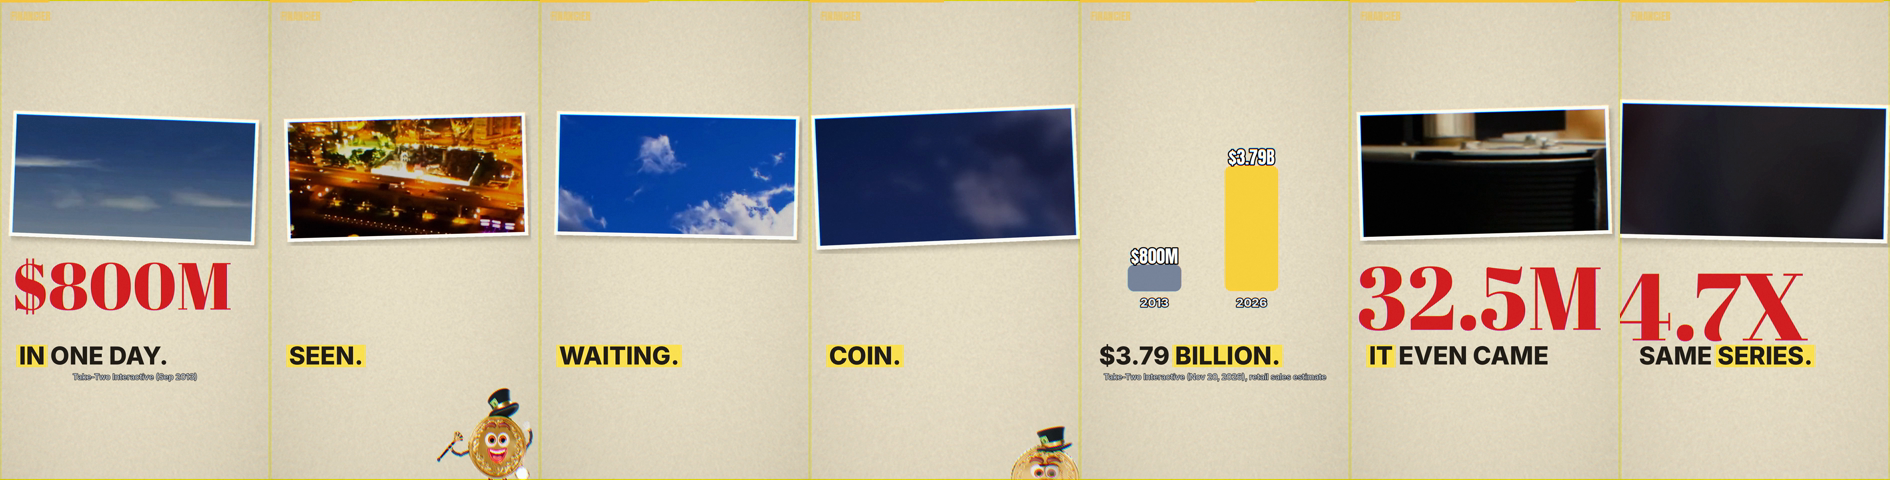 $800M
IN ONE DAY.
Take-Two Interactive (Sep 2013)
SEEN.
WAITING.
COIN.
$3.79B
$800M
2013
2026
$3.79 BILLION.
Take-Two Interactive (Nov 20, 2026), retail sales estimate
32.5M
IT EVEN CAME
4.7X
SAME SERIES.